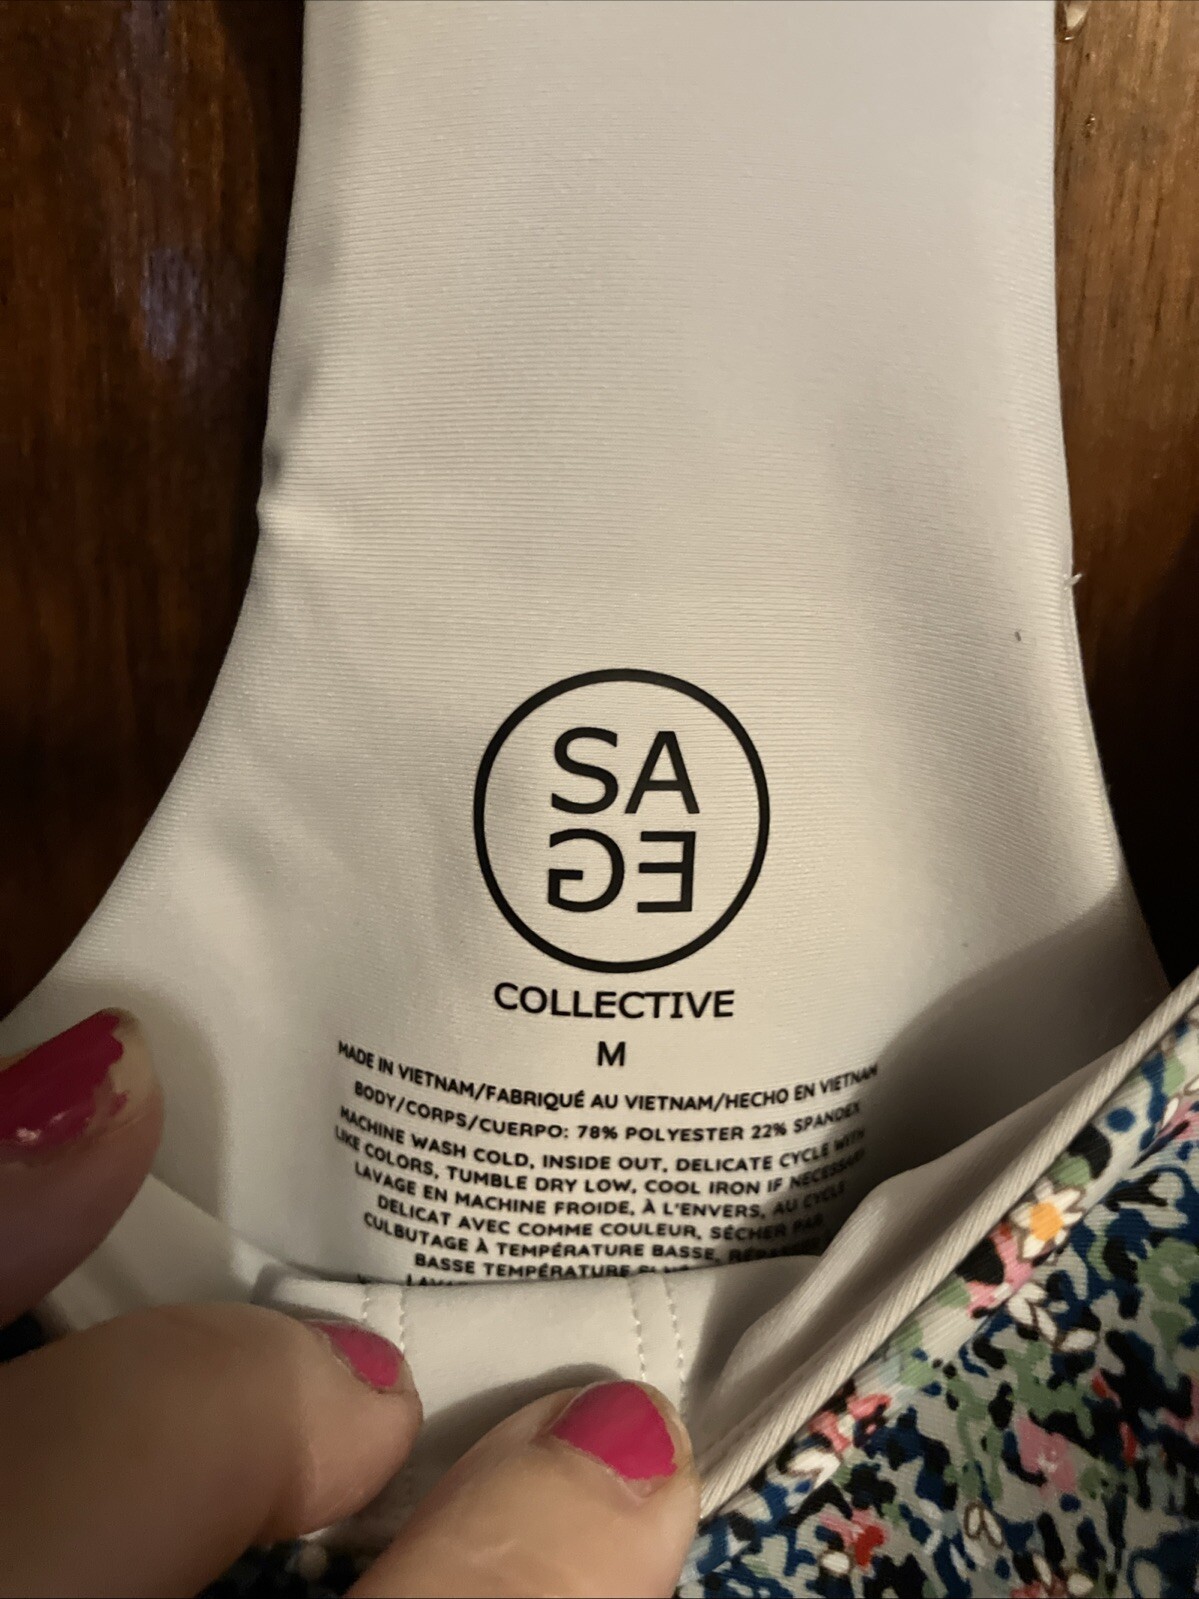 SA
GE
COLLECTIVE
M
MADE IN VIETNAM/FABRIQUÉ AU VIETNAM/HECHO EN VIETNAM
BODY/CORPS/CUERPO: 78% POLYESTER 22% SPANDEX
MACHINE WASH COLD, INSIDE OUT, DELICATE CYCLE WITH
LIKE COLORS, TUMBLE DRY LOW, COOL IRON IF NECESSARY
LAVAGE EN MACHINE FROIDE, À L'ENVERS, AU CYCLE
DELICAT AVEC COMME COULEUR, SÉCHER PAR
CULBUTAGE À TEMPÉRATURE BASSE,
BASSE TEMPÉRATURE